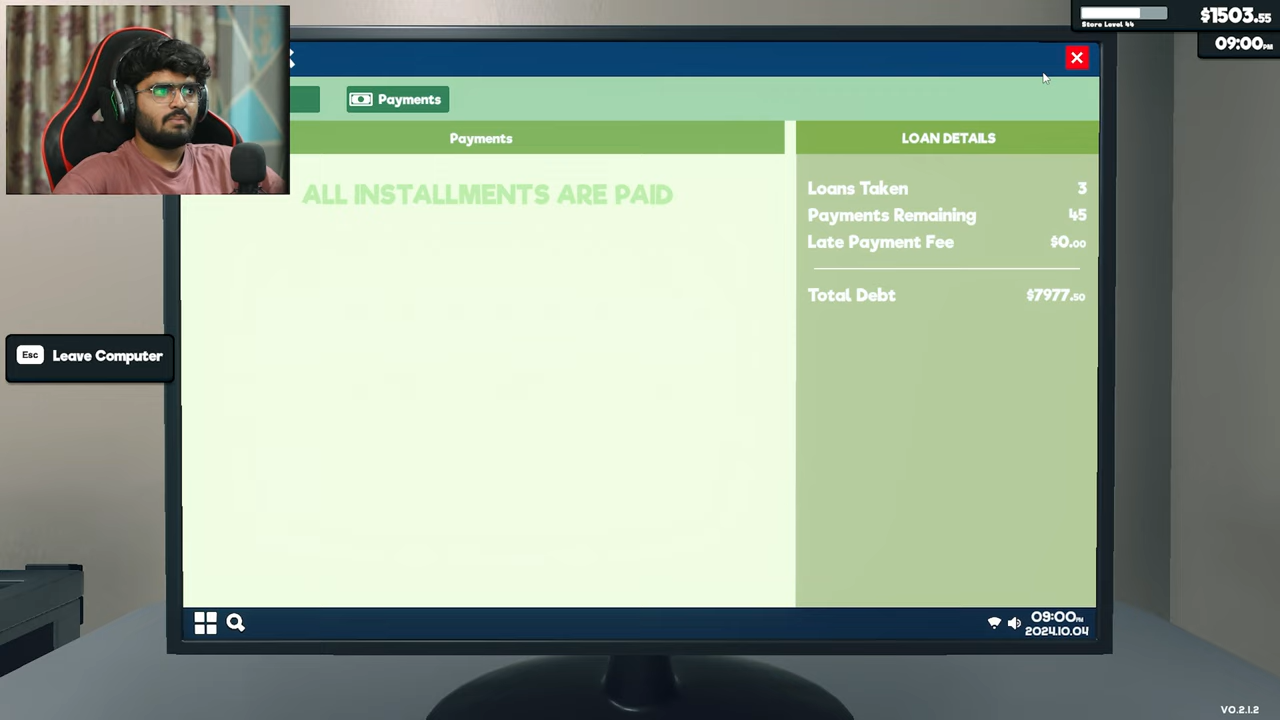 $1503.55
Store Level 44
09:00PM
Payments
Payments
LOAN DETAILS
ALL INSTALLMENTS ARE PAID
Loans Taken 3
Payments Remaining 45
Late Payment Fee $0.00
Total Debt $7977.50
Esc Leave Computer
09:00PM
2024.10.04
V0.2.1.2